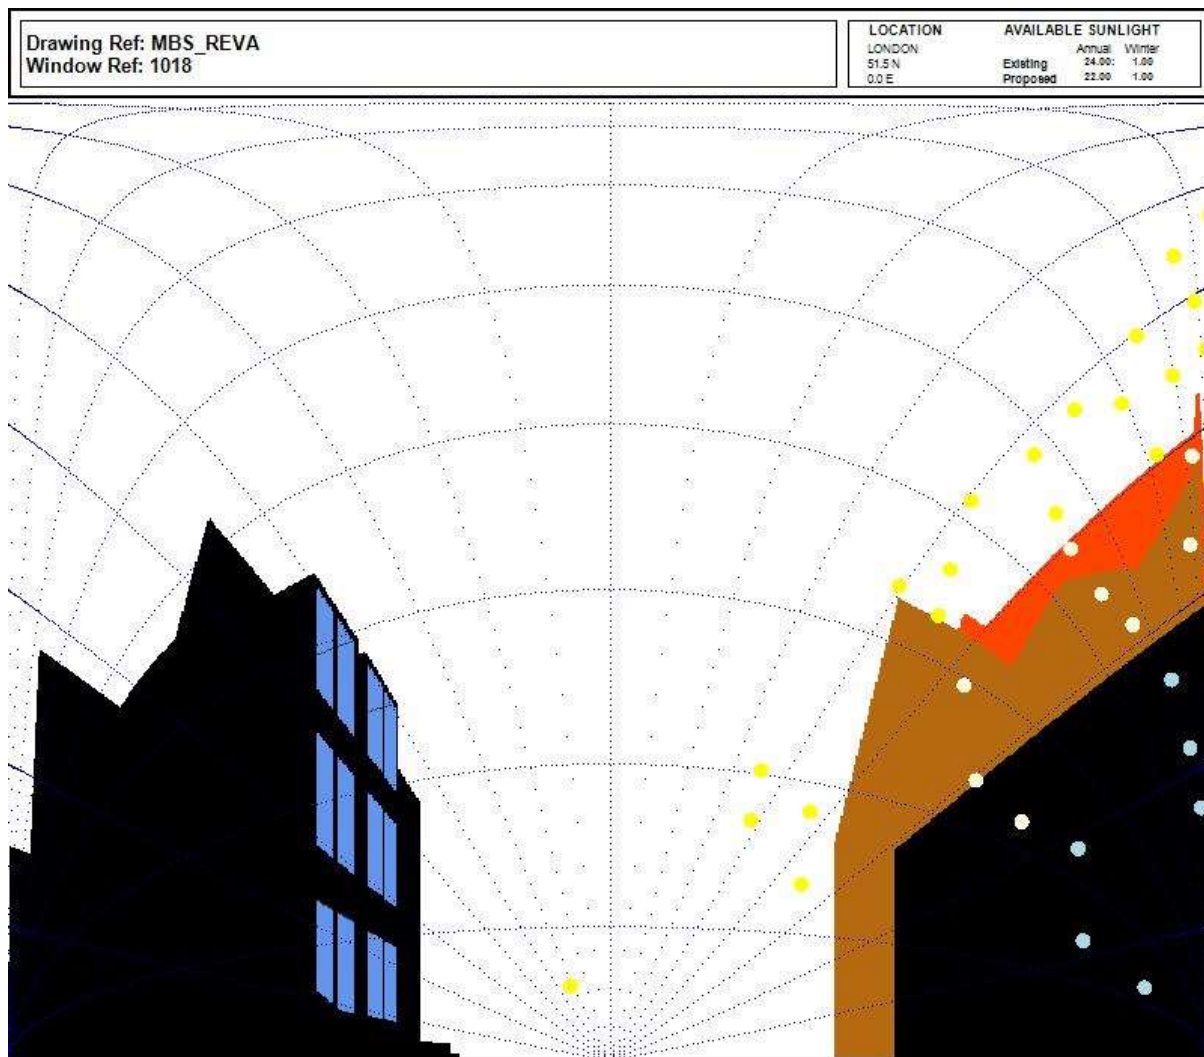 Drawing Ref: MBS_REVA
Window Ref: 1018
LOCATION
LONDON
51.5 N
0.0 E
AVAILABLE SUNLIGHT
Annual Winter
Existing 24.00: 1.00
Proposed 22.00 1.00